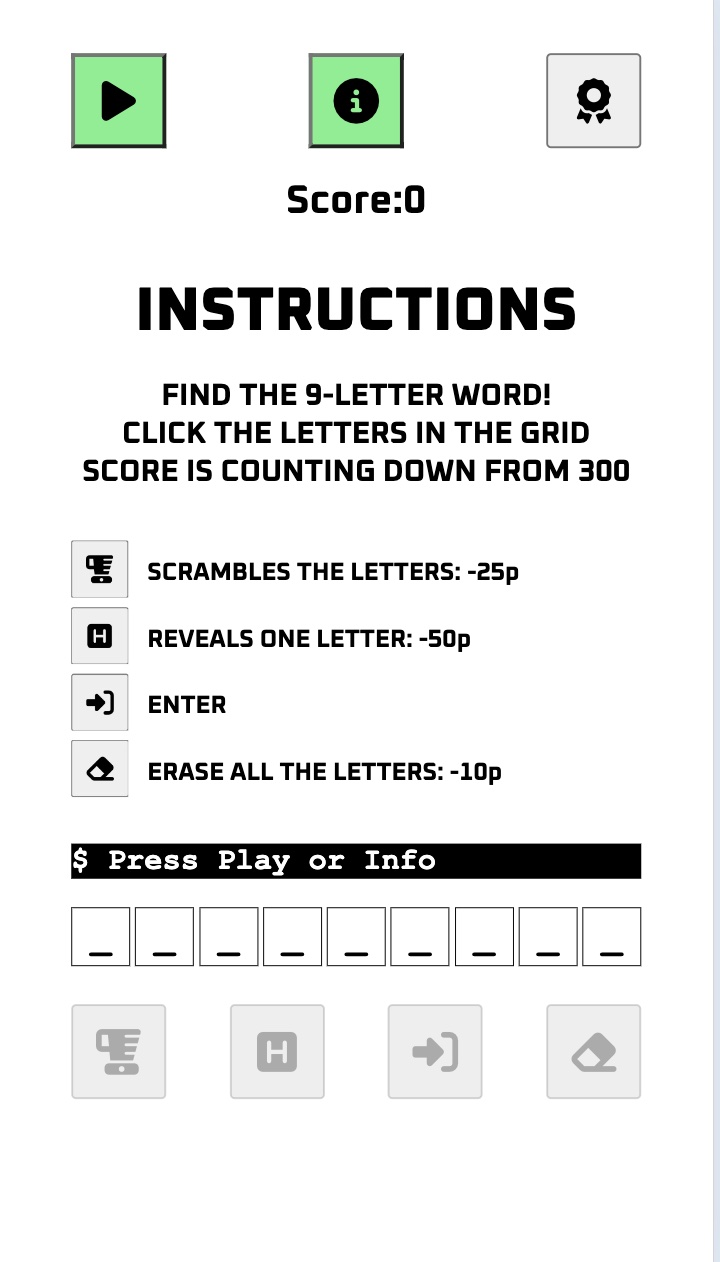 Score:0
INSTRUCTIONS
FIND THE 9-LETTER WORD!
CLICK THE LETTERS IN THE GRID
SCORE IS COUNTING DOWN FROM 300
SCRAMBLES THE LETTERS: -25p
H REVEALS ONE LETTER: -50p
ENTER
ERASE ALL THE LETTERS: -10p
$ Press Play or Info
_ _ _ _ _ _ _ _ _
H